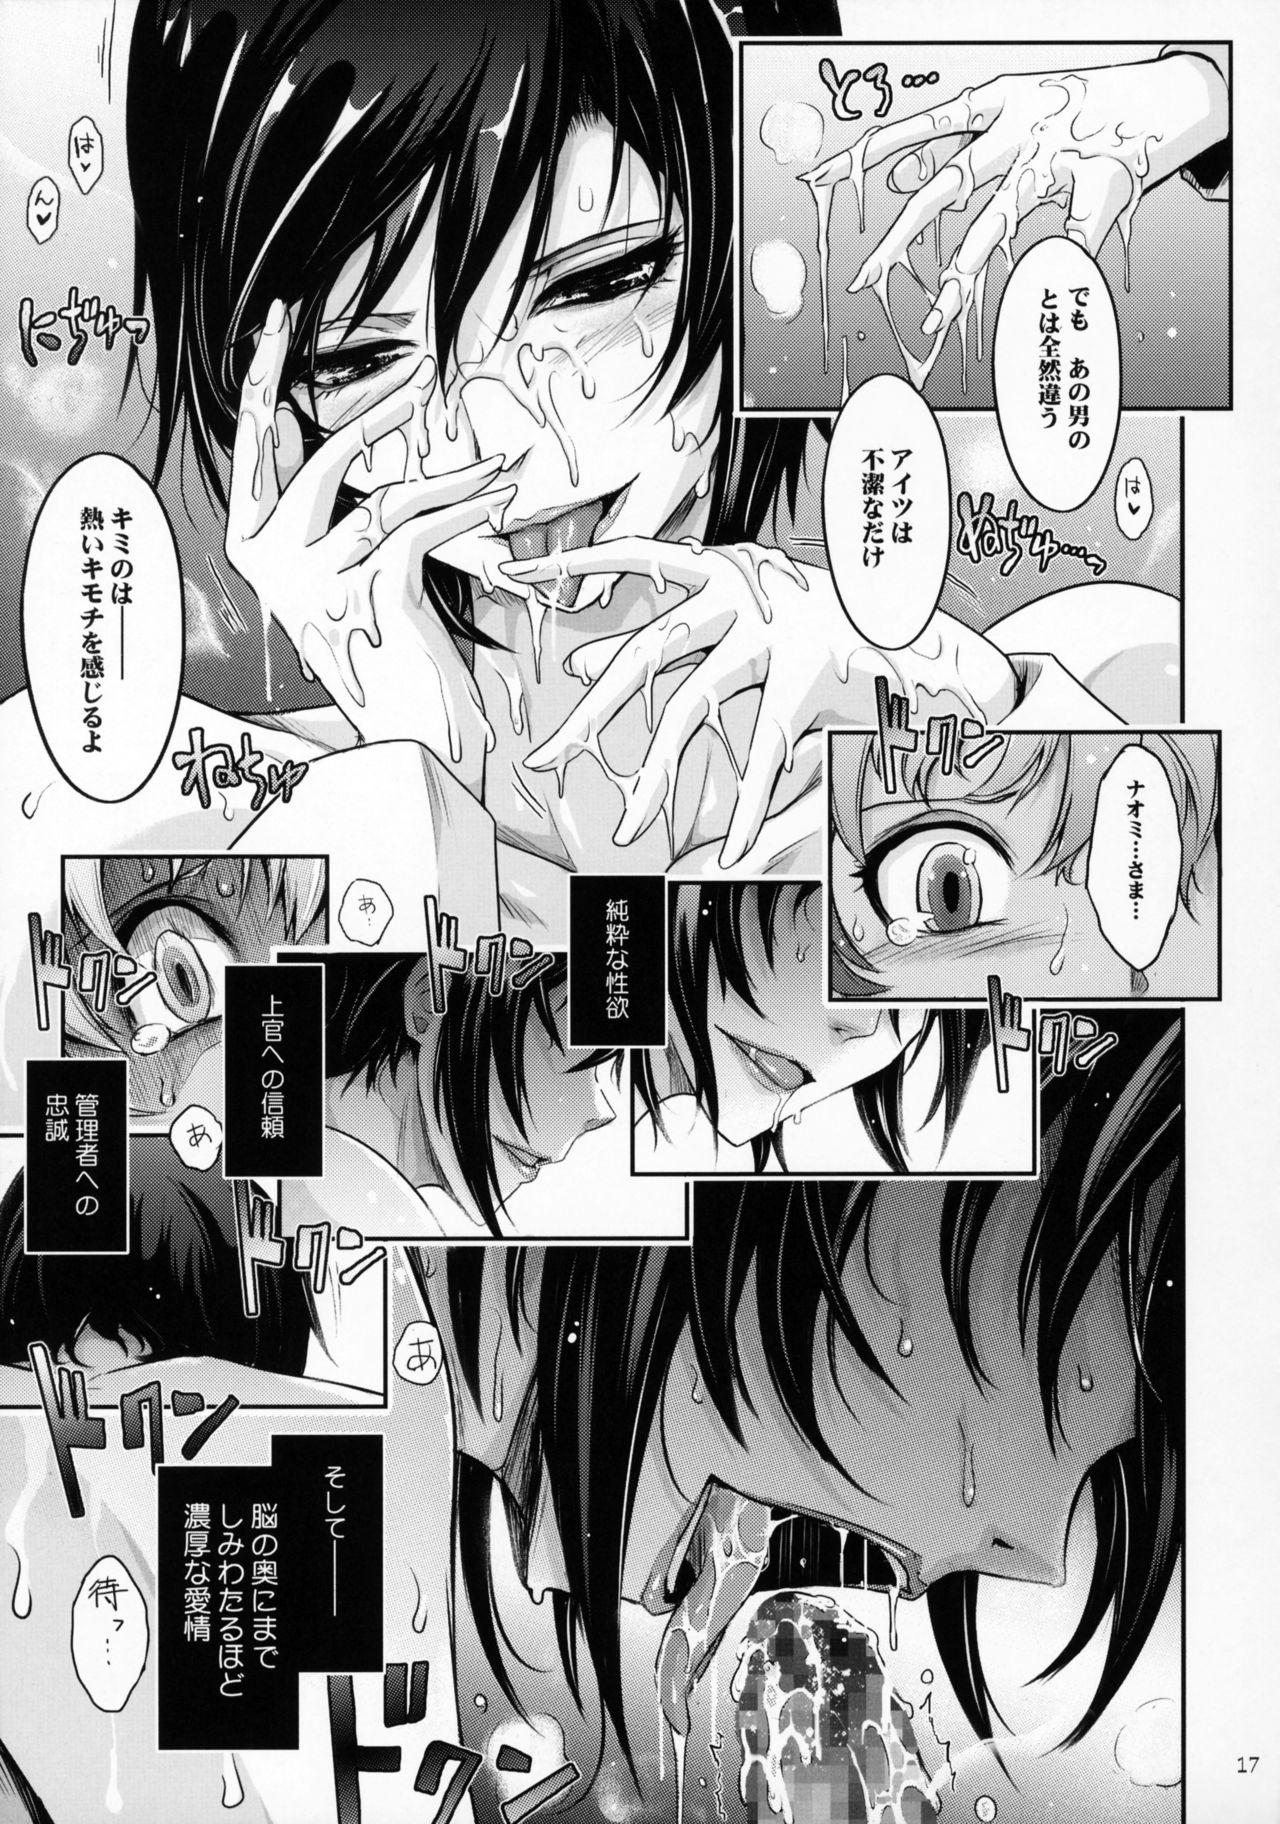 とろ…
でも　あの男の
とは全然違う
アイツは
不潔なだけ
は♥
ぬぢゅ…っ
は♥
ん♥
にぢゅっ
キミのは――
熱いキモチを感じるよ
ねちゅ
ドクン
ナオミ…さま…
ドクン
純粋な性欲
あ…
ドクン
上官への信頼
ドクン
あ
管理者への
忠誠
ドクン
あ
ドクン
そして――
脳の奥にまで
しみわたるほど
濃厚な愛情
待っ…
ドクン
17